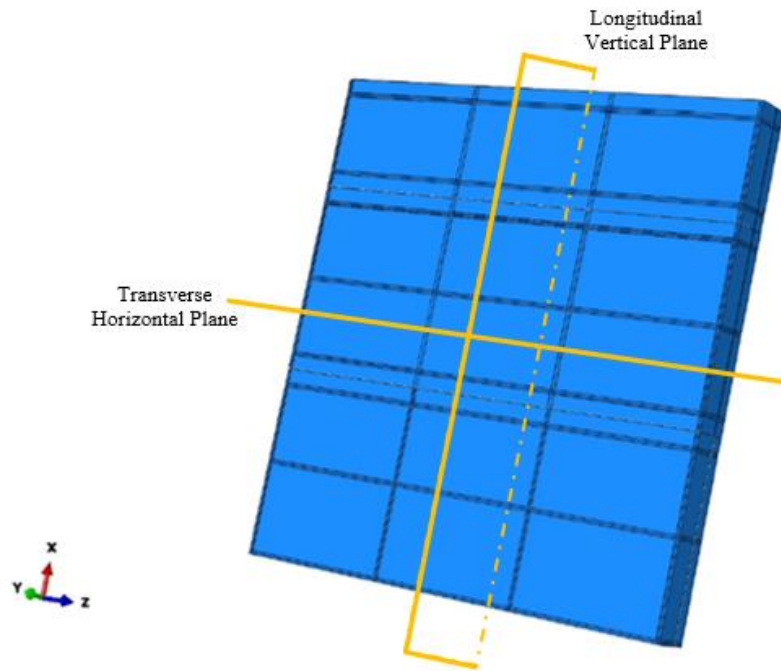 Longitudinal
Vertical Plane
Transverse
Horizontal Plane
X
Y
Z